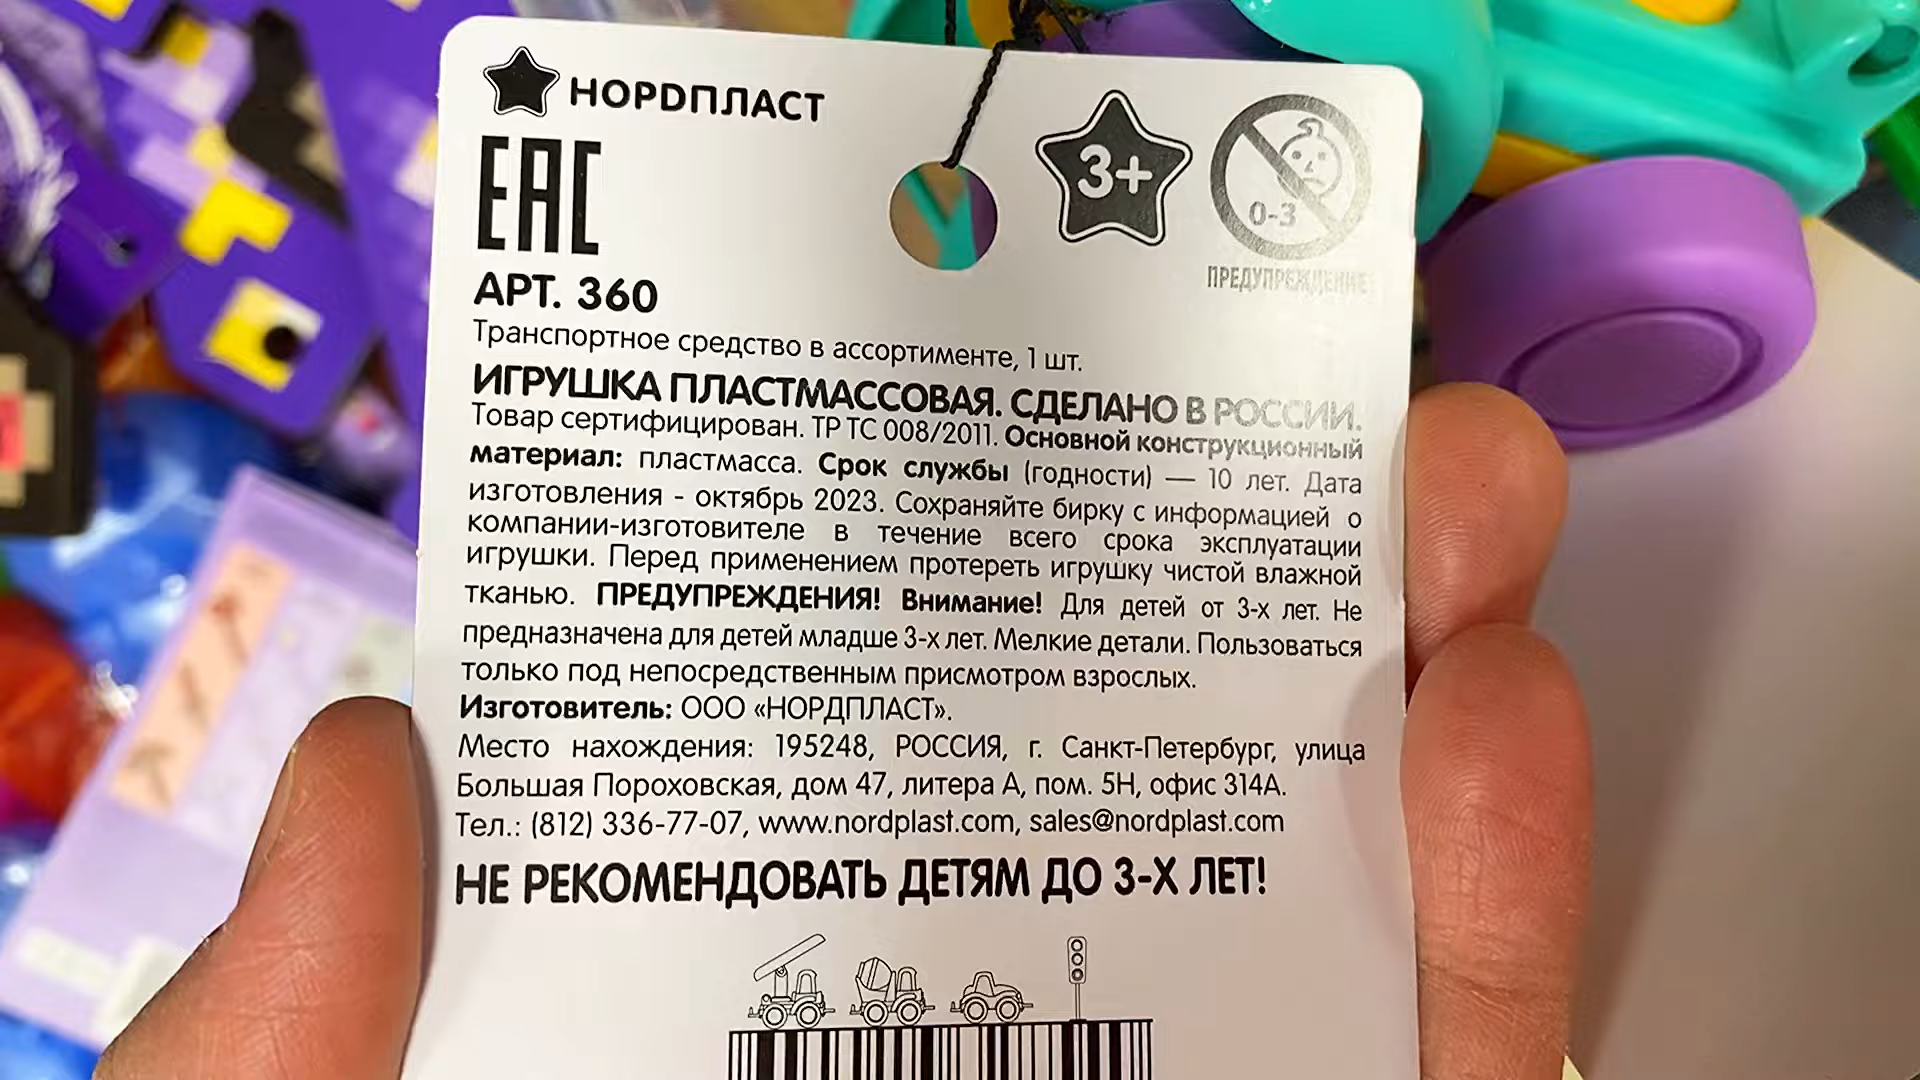 НОРДПЛАСТ
ЕАС
3+
0-3
ПРЕДУПРЕЖДЕНИЕ
АРТ. 360
Транспортное средство в ассортименте, 1 шт.
ИГРУШКА ПЛАСТМАССОВАЯ. СДЕЛАНО В РОССИИ.
Товар сертифицирован. ТР ТС 008/2011. Основной конструкционный
материал: пластмасса. Срок службы (годности) — 10 лет. Дата
изготовления - октябрь 2023. Сохраняйте бирку с информацией о
компании-изготовителе в течение всего срока эксплуатации
игрушки. Перед применением протереть игрушку чистой влажной
тканью. ПРЕДУПРЕЖДЕНИЯ! Внимание! Для детей от 3-х лет. Не
предназначена для детей младше 3-х лет. Мелкие детали. Пользоваться
только под непосредственным присмотром взрослых.
Изготовитель: ООО «НОРДПЛАСТ».
Место нахождения: 195248, РОССИЯ, г. Санкт-Петербург, улица
Большая Пороховская, дом 47, литера А, пом. 5Н, офис 314А.
Тел.: (812) 336-77-07, www.nordplast.com, sales@nordplast.com
НЕ РЕКОМЕНДОВАТЬ ДЕТЯМ ДО 3-Х ЛЕТ!